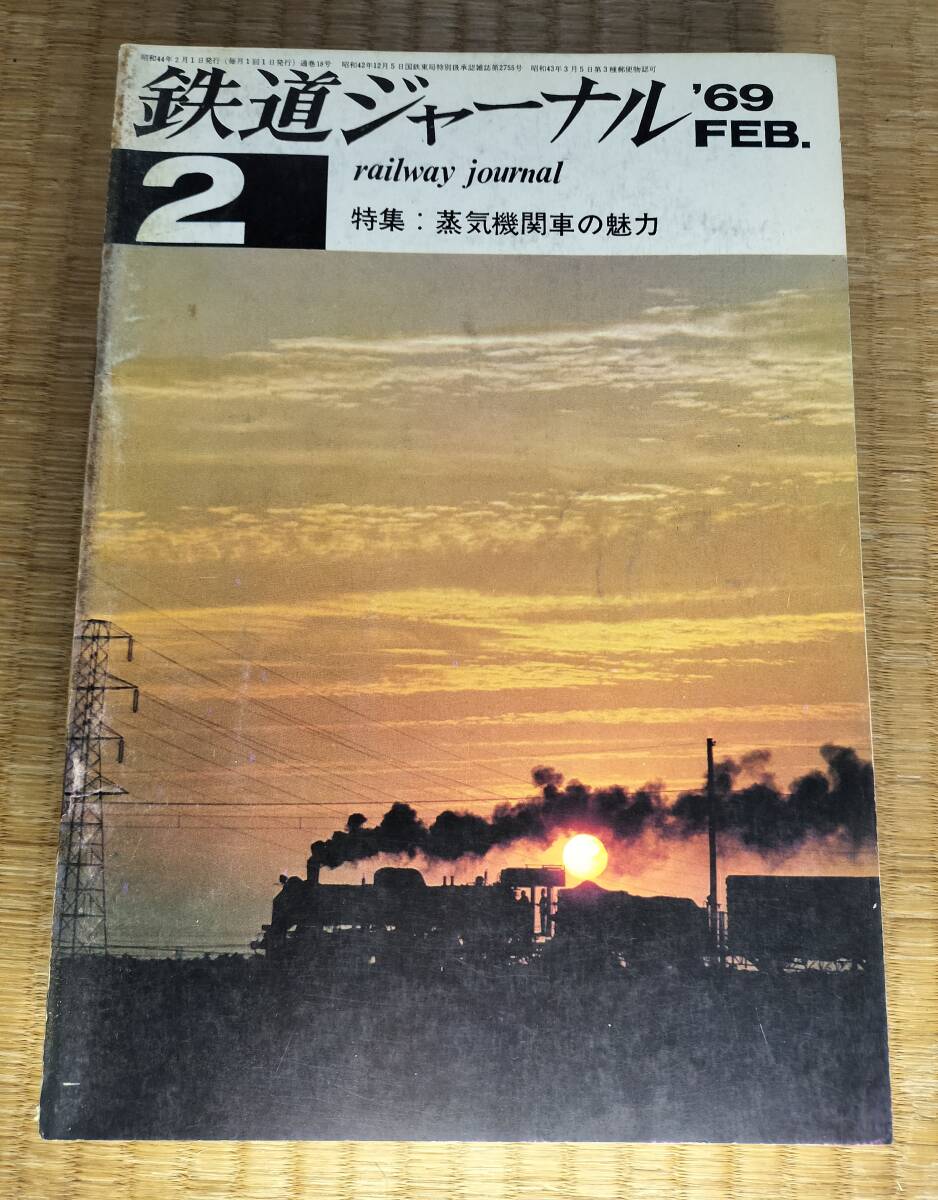 昭和44年2月1日発行(毎月1回1日発行)通巻18号 昭和42年12月5日国鉄東局特別扱承認雑誌第2755号 昭和43年3月5日第3種郵便物認可
鉄道ジャーナル '69 FEB.
2
railway journal
特集:蒸気機関車の魅力